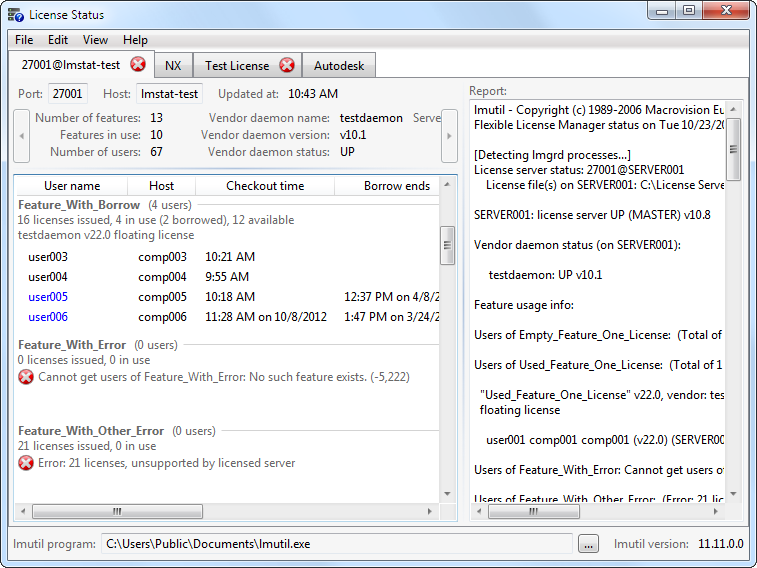 License Status
File Edit View Help
27001@lmstat-test NX Test License Autodesk
Port: 27001 Host: lmstat-test Updated at: 10:43 AM
Number of features: 13 Vendor daemon name: testdaemon Serve
Features in use: 10 Vendor daemon version: v10.1
Number of users: 67 Vendor daemon status: UP
User name Host Checkout time Borrow ends
Feature_With_Borrow (4 users)
16 licenses issued, 4 in use (2 borrowed), 12 available
testdaemon v22.0 floating license
user003 comp003 10:21 AM
user004 comp004 9:55 AM
user005 comp005 10:18 AM 12:37 PM on 4/8/2
user006 comp006 11:28 AM on 10/8/2012 1:47 PM on 3/24/2
Feature_With_Error (0 users)
0 licenses issued, 0 in use
Cannot get users of Feature_With_Error: No such feature exists. (-5,222)
Feature_With_Other_Error (0 users)
21 licenses issued, 0 in use
Error: 21 licenses, unsupported by licensed server
Report:
lmutil - Copyright (c) 1989-2006 Macrovision Eu
Flexible License Manager status on Tue 10/23/20
[Detecting lmgrd processes...]
License server status: 27001@SERVER001
License file(s) on SERVER001: C:\License Serve
SERVER001: license server UP (MASTER) v10.8
Vendor daemon status (on SERVER001):
testdaemon: UP v10.1
Feature usage info:
Users of Empty_Feature_One_License: (Total of
Users of Used_Feature_One_License: (Total of 1
"Used_Feature_One_License" v22.0, vendor: tes
floating license
user001 comp001 comp001 (v22.0) (SERVER00
Users of Feature_With_Error: Cannot get users o
Users of Feature_With_Other_Error: (Error: 21 lic
lmutil program: C:\Users\Public\Documents\lmutil.exe ... lmutil version: 11.11.0.0